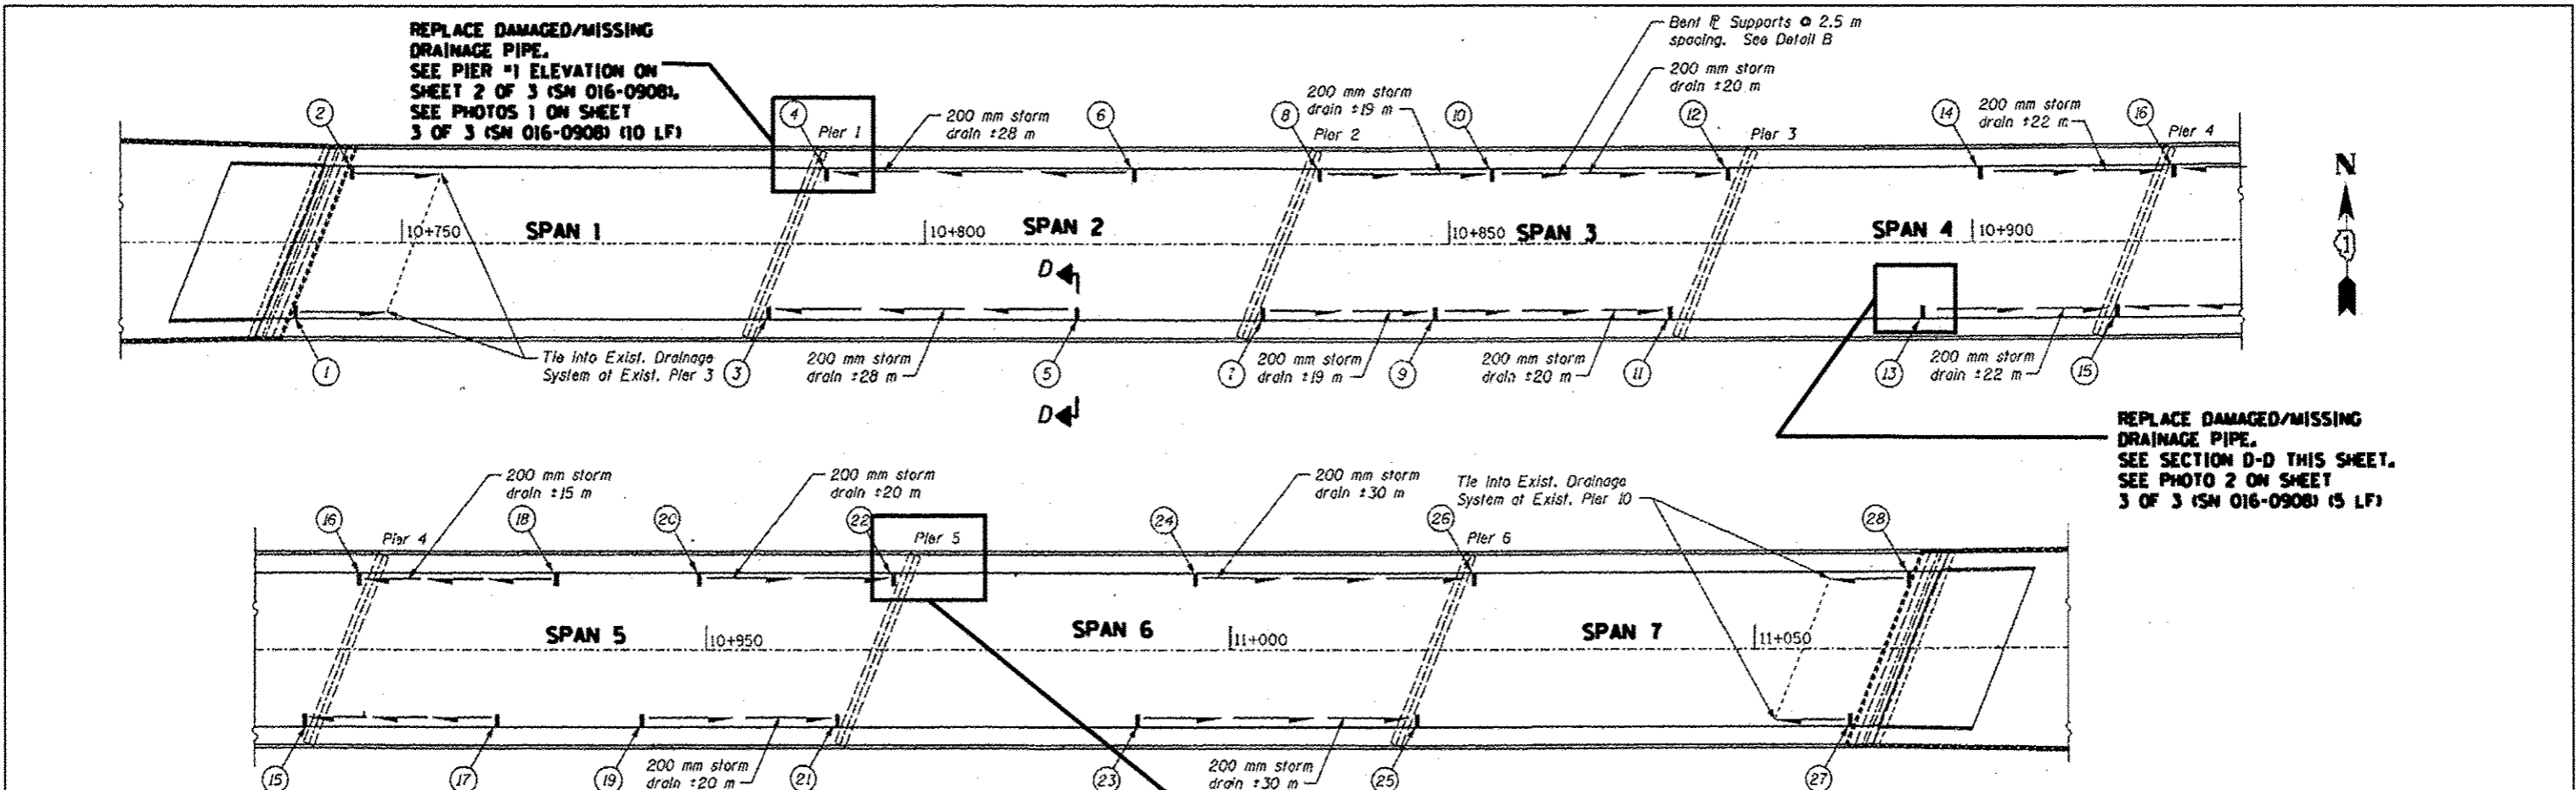 REPLACE DAMAGED/MISSING
DRAINAGE PIPE.
SEE PIER #1 ELEVATION ON
SHEET 2 OF 3 (SN 016-0908).
SEE PHOTOS 1 ON SHEET
3 OF 3 (SN 016-0908) (10 LF)
Bent ⅊ Supports @ 2.5 m
spacing. See Detail B
200 mm storm
drain ±20 m
200 mm storm
drain ±19 m
200 mm storm
drain ±28 m
200 mm storm
drain ±22 m
2
4
Pier 1
6
8
Pier 2
10
12
Pier 3
14
16
Pier 4
N
1
10+750
SPAN 1
10+800
SPAN 2
10+850
SPAN 3
SPAN 4
10+900
D
D
Tie into Exist. Drainage
System at Exist. Pier 3
200 mm storm
drain ±28 m
200 mm storm
drain ±19 m
200 mm storm
drain ±20 m
200 mm storm
drain ±22 m
1
3
5
7
9
11
13
15
REPLACE DAMAGED/MISSING
DRAINAGE PIPE.
SEE SECTION D-D THIS SHEET.
SEE PHOTO 2 ON SHEET
3 OF 3 (SN 016-0908) (5 LF)
200 mm storm
drain ±15 m
200 mm storm
drain ±20 m
200 mm storm
drain ±30 m
Tie Into Exist. Drainage
System at Exist. Pier 10
16
Pier 4
18
20
22
Pier 5
24
26
Pier 6
28
SPAN 5
10+950
SPAN 6
11+000
SPAN 7
11+050
15
17
19
200 mm storm
drain ±20 m
21
23
200 mm storm
drain ±30 m
25
27